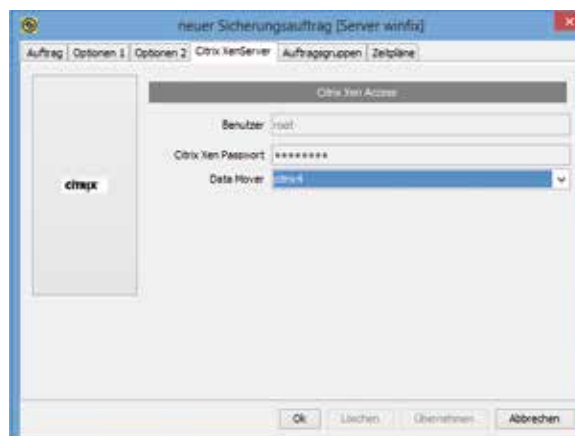 neuer Sicherungsauftrag [Server winfix]
Auftrag Optionen 1 Optionen 2 Citrix XenServer Auftragsgruppen Zeitpläne
Citrix Xen Access
Benutzer root
Citrix Xen Passwort ********
Data Mover
citrix
Ok Löschen Übernehmen Abbrechen